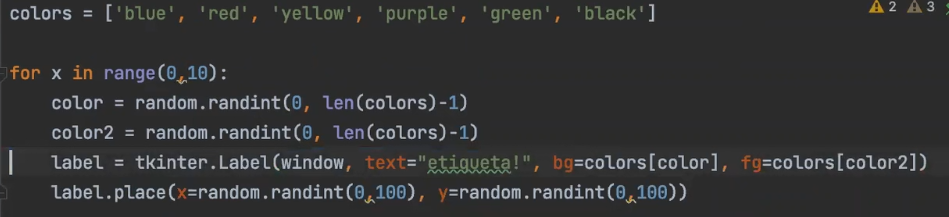 colors = ['blue', 'red', 'yellow', 'purple', 'green', 'black']
2 3
for x in range(0,10):
    color = random.randint(0, len(colors)-1)
    color2 = random.randint(0, len(colors)-1)
    label = tkinter.Label(window, text="etiqueta!", bg=colors[color], fg=colors[color2])
    label.place(x=random.randint(0,100), y=random.randint(0,100))